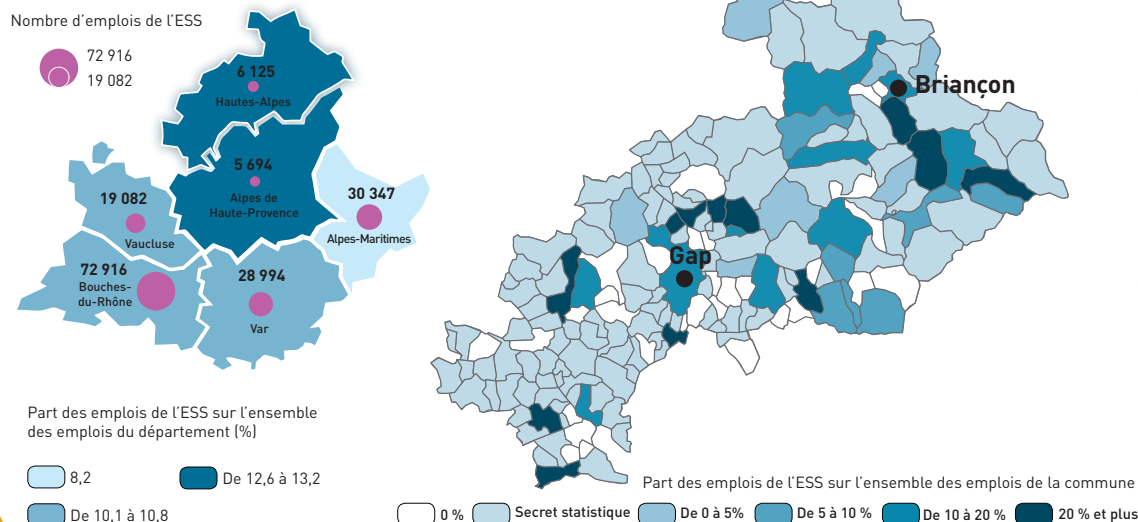 Nombre d'emplois de l'ESS
72 916
19 082
6 125
Hautes-Alpes
5 694
Alpes de
Haute-Provence
19 082
Vaucluse
30 347
Alpes-Maritimes
72 916
Bouches-
du-Rhône
28 994
Var
Part des emplois de l'ESS sur l'ensemble
des emplois du département (%)
8,2
De 12,6 à 13,2
De 10,1 à 10,8
Briançon
Gap
Part des emplois de l'ESS sur l'ensemble des emplois de la commune
0 %
Secret statistique
De 0 à 5%
De 5 à 10 %
De 10 à 20 %
20 % et plus